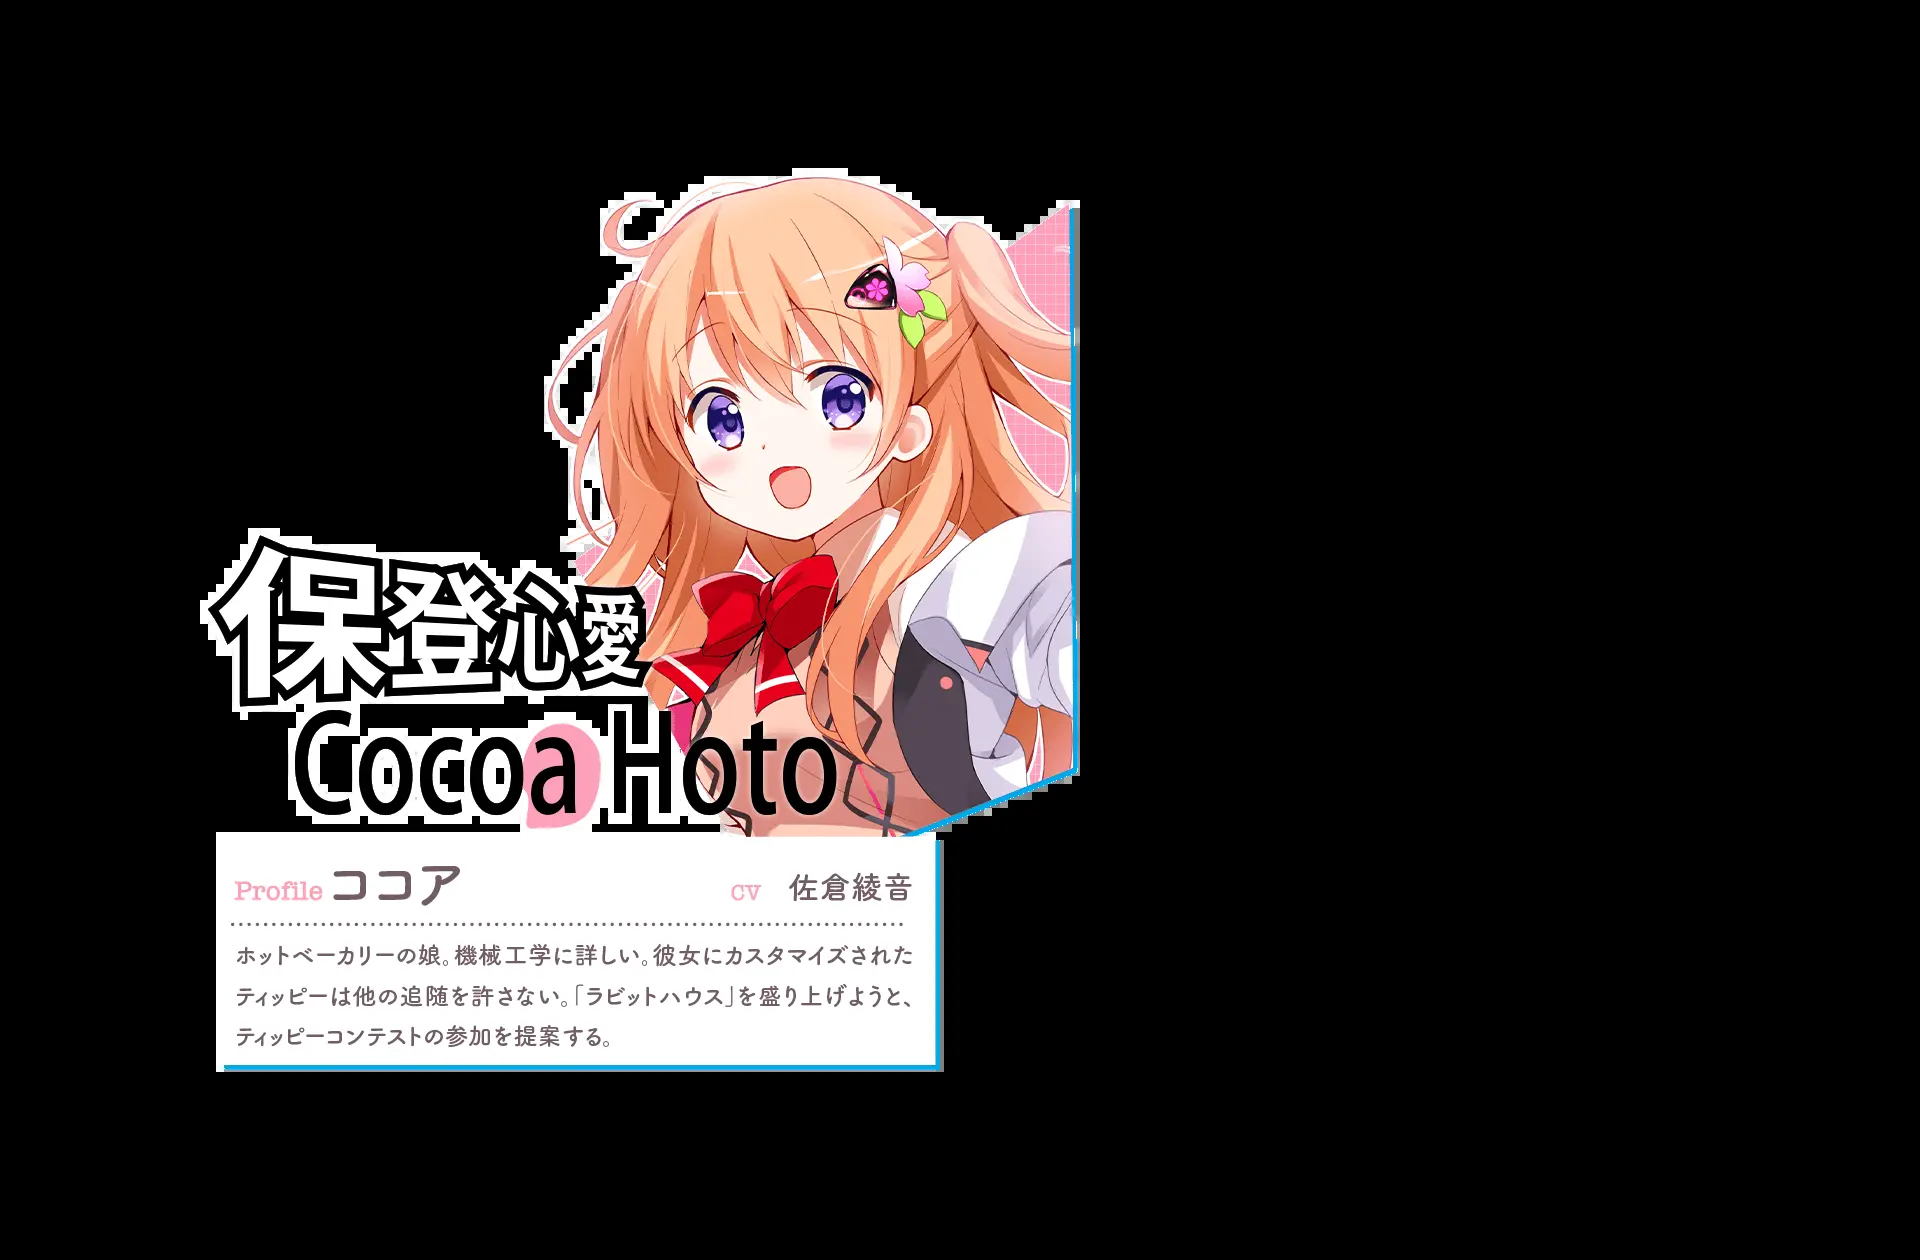 保登心愛
Cocoa Hoto
Profile ココア
CV 佐倉綾音
ホットベーカリーの娘。機械工学に詳しい。彼女にカスタマイズされた
ティッピーは他の追随を許さない。「ラビットハウス」を盛り上げようと、
ティッピーコンテストの参加を提案する。